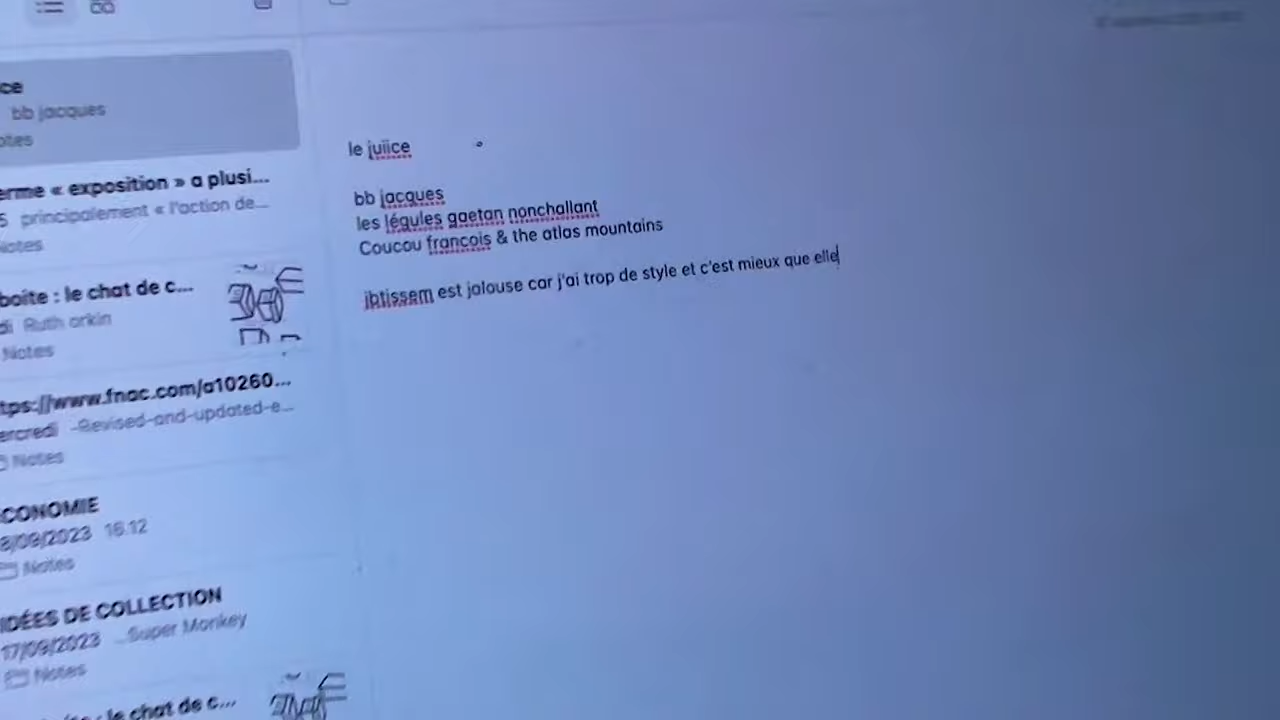 ce
bb jacques
otes
erme « exposition » a plusi...
5 principalement « l'action de...
Notes
boite : le chat de c...
di Ruth orkin
Notes
tps://www.fnac.com/a10260...
ercredi -Revised-and-updated-e...
Notes
CONOMIE
8/09/2023 16:12
Notes
IDÉES DE COLLECTION
17/09/2023 ...Super Monkey
Notes
: le chat de c...
le juiice
bb jacques
les légules gaetan nonchallant
Coucou francois & the atlas mountains
ibtissem est jalouse car j'ai trop de style et c'est mieux que elle